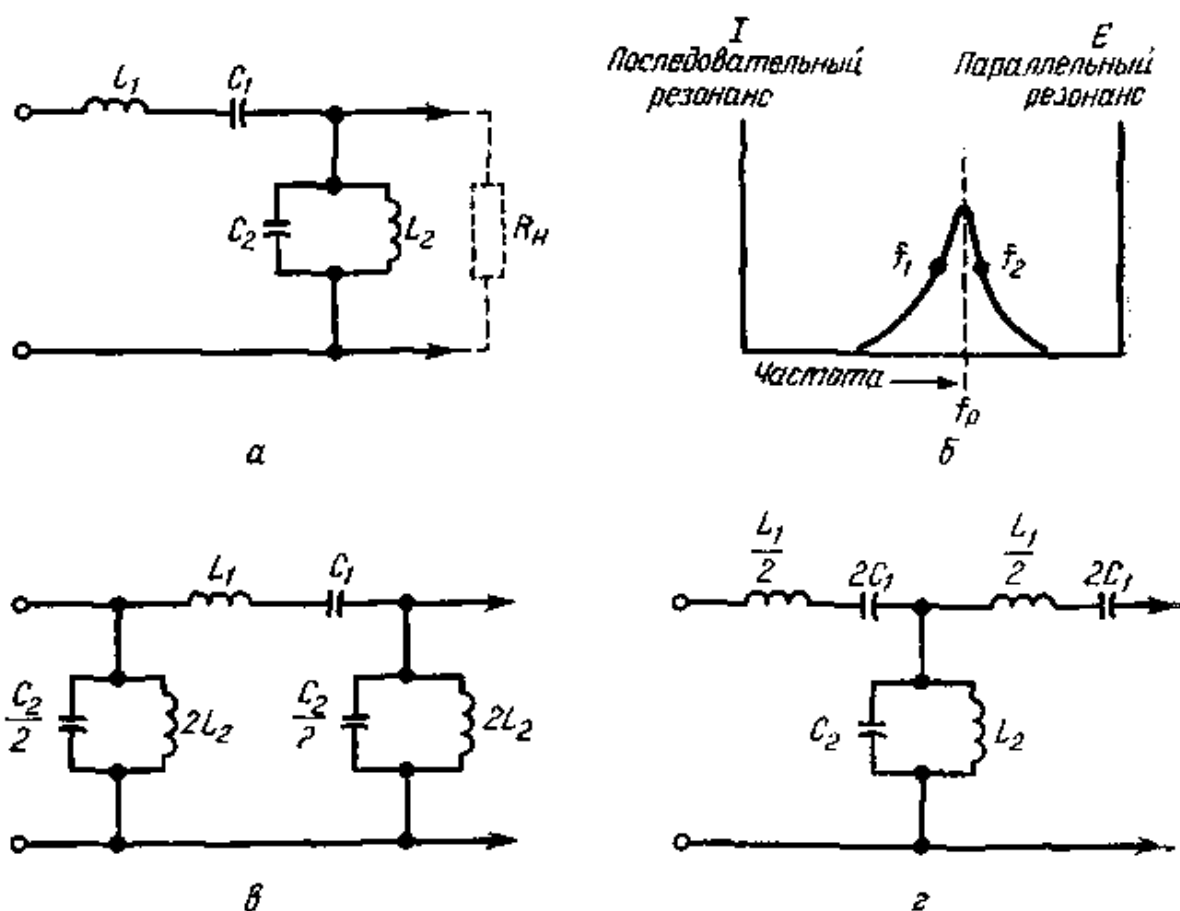 I
Последовательный
резонанс
E
Параллельный
резонанс
L₁
C₁
C₂
L₂
Rн
f₁
f₂
Частота
fр
а
б
L₁
C₁
C₂/2
2L₂
C₂/2
2L₂
в
L₁/2
2C₁
L₁/2
2C₁
C₂
L₂
г